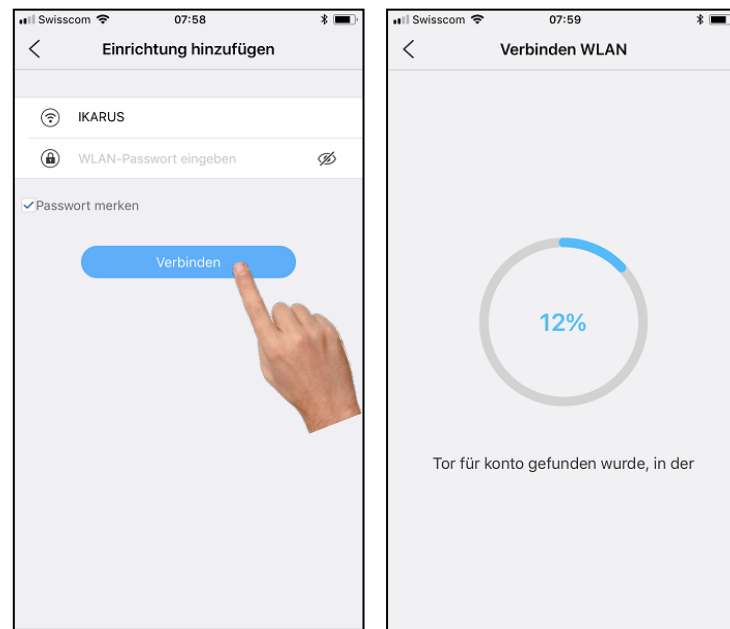 Swisscom 07:58
Einrichtung hinzufügen
IKARUS
WLAN-Passwort eingeben
Passwort merken
Verbinden
Swisscom 07:59
Verbinden WLAN
12%
Tor für konto gefunden wurde, in der